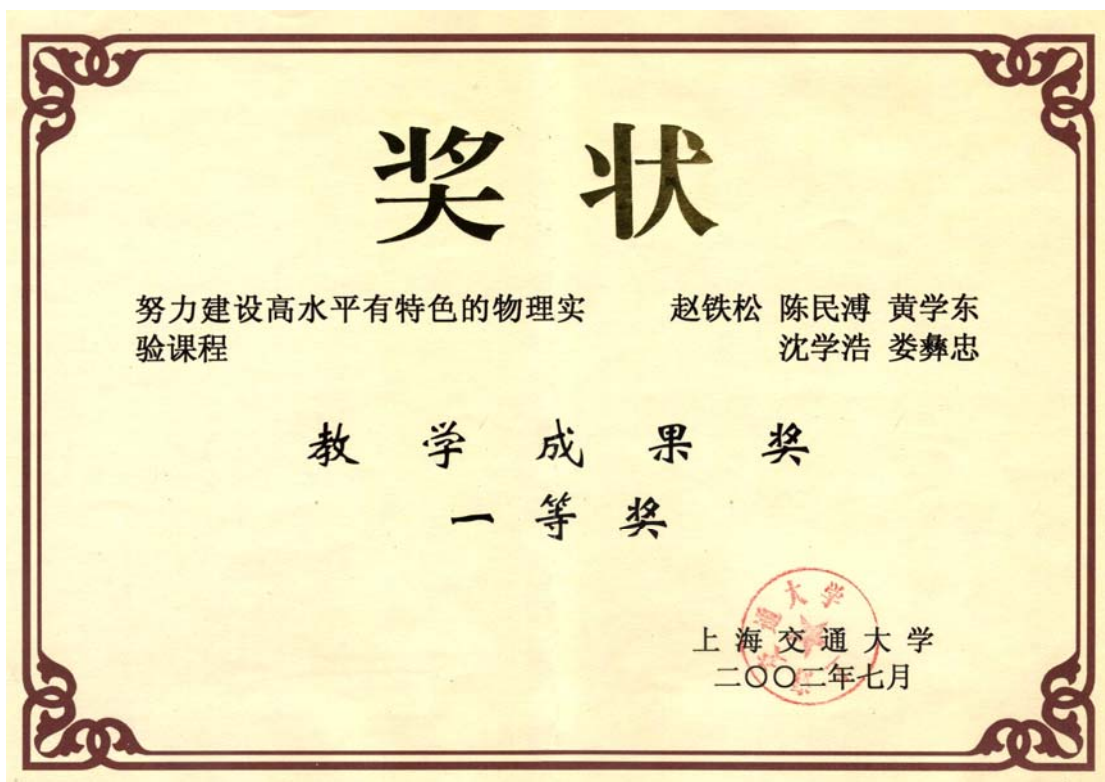 奖状
努力建设高水平有特色的物理实 赵铁松 陈民溥 黄学东
验课程 沈学浩 娄彝忠
教学成果奖
一等奖
上海交通大学
二〇〇二年七月